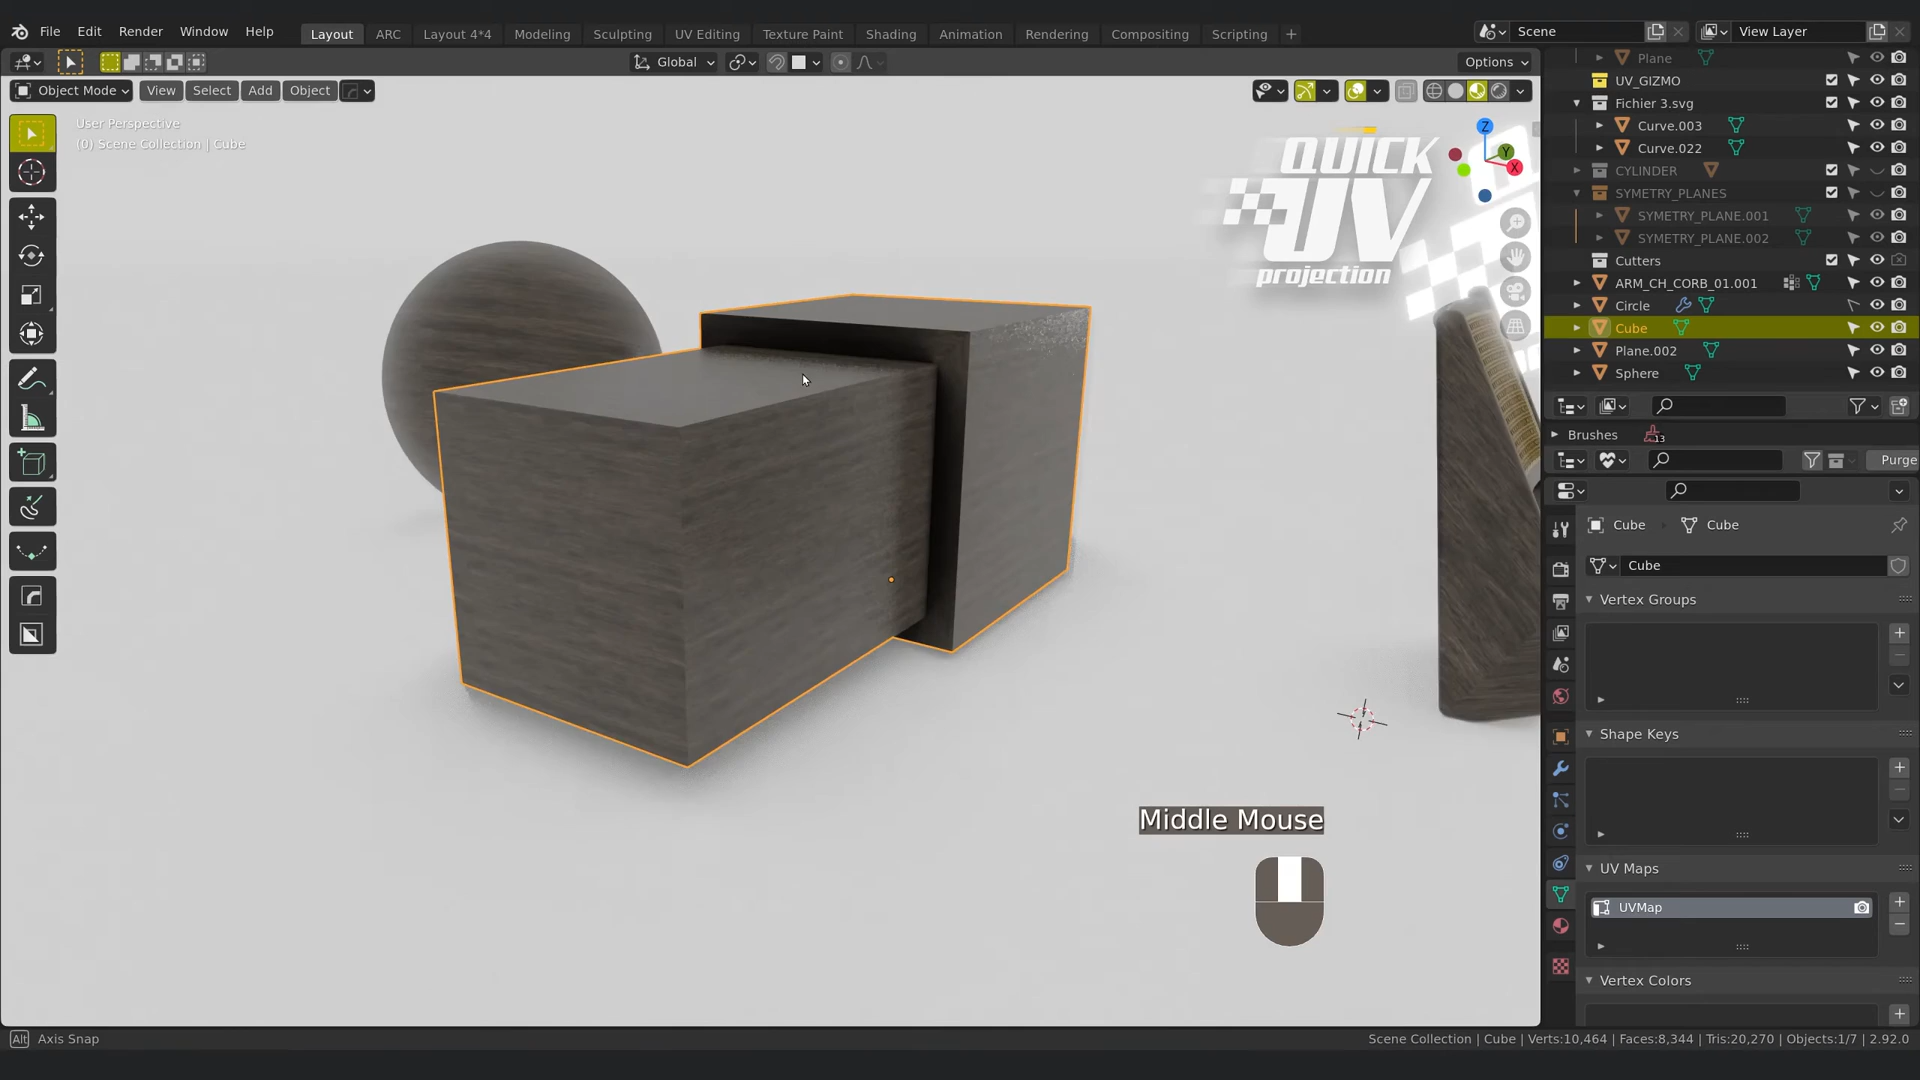 File Edit Render Window Help Layout ARC Layout 4*4 Modeling Sculpting UV Editing Texture Paint Shading Animation Rendering Compositing Scripting Scene View Layer
Global Options
Object Mode View Select Add Object
User Perspective
(0) Scene Collection | Cube
QUICK
UV
projection
Z
Y
X
Middle Mouse
Plane
UV_GIZMO
Fichier 3.svg
Curve.003
Curve.022
CYLINDER
SYMETRY_PLANES
SYMETRY_PLANE.001
SYMETRY_PLANE.002
Cutters
ARM_CH_CORB_01.001
Circle
Cube
Plane.002
Sphere
Brushes 13
Purge
Cube Cube
Cube
Vertex Groups
Shape Keys
UV Maps
UVMap
Vertex Colors
Alt Axis Snap
Scene Collection | Cube | Verts:10,464 | Faces:8,344 | Tris:20,270 | Objects:1/7 | 2.92.0